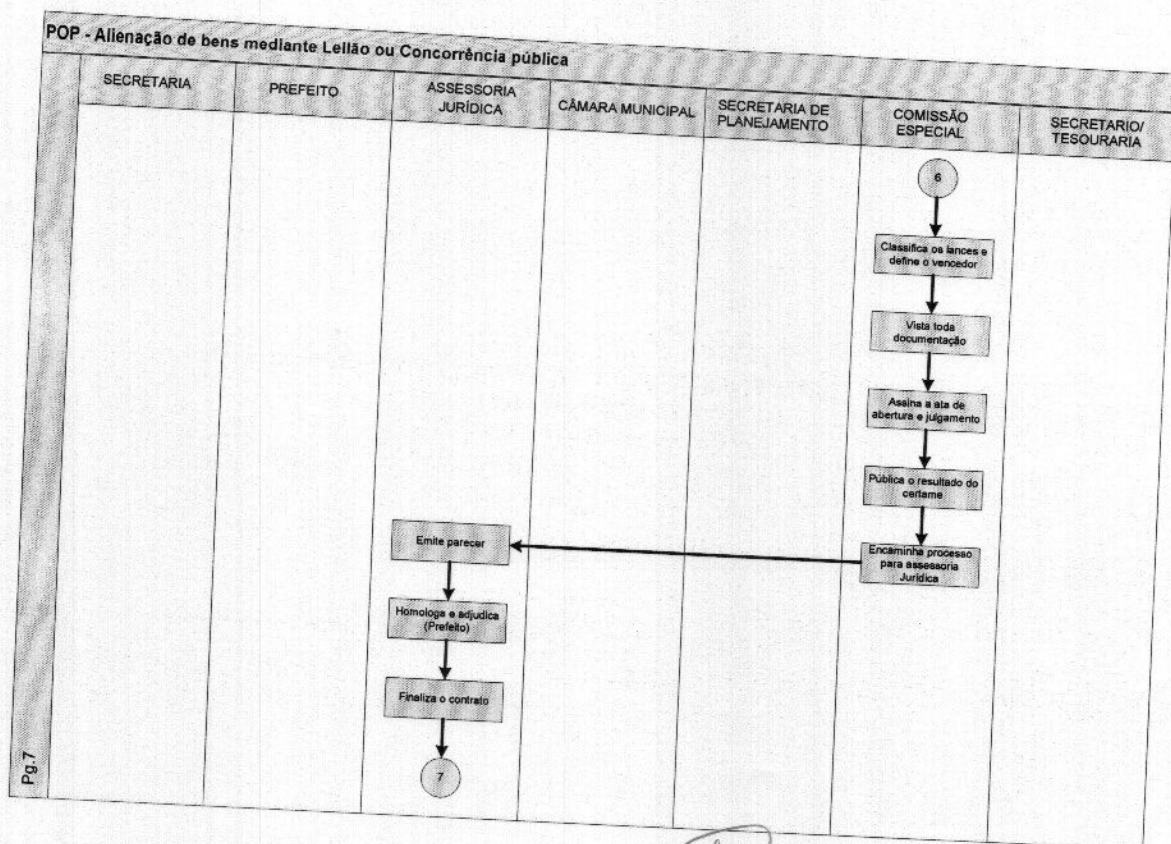 POP - Alienação de bens mediante Leilão ou Concorrência pública
SECRETARIA
PREFEITO
ASSESSORIA
JURÍDICA
CÂMARA MUNICIPAL
SECRETARIA DE
PLANEJAMENTO
COMISSÃO
ESPECIAL
SECRETARIO/
TESOURARIA
6
Classifica os lances e
define o vencedor
Vista toda
documentação
Assina a ata de
abertura e julgamento
Pública o resultado do
certame
Encaminha processo
para assessoria
Jurídica
Emite parecer
Homologa e adjudica
(Prefeito)
Finaliza o contrato
7
Pg.7